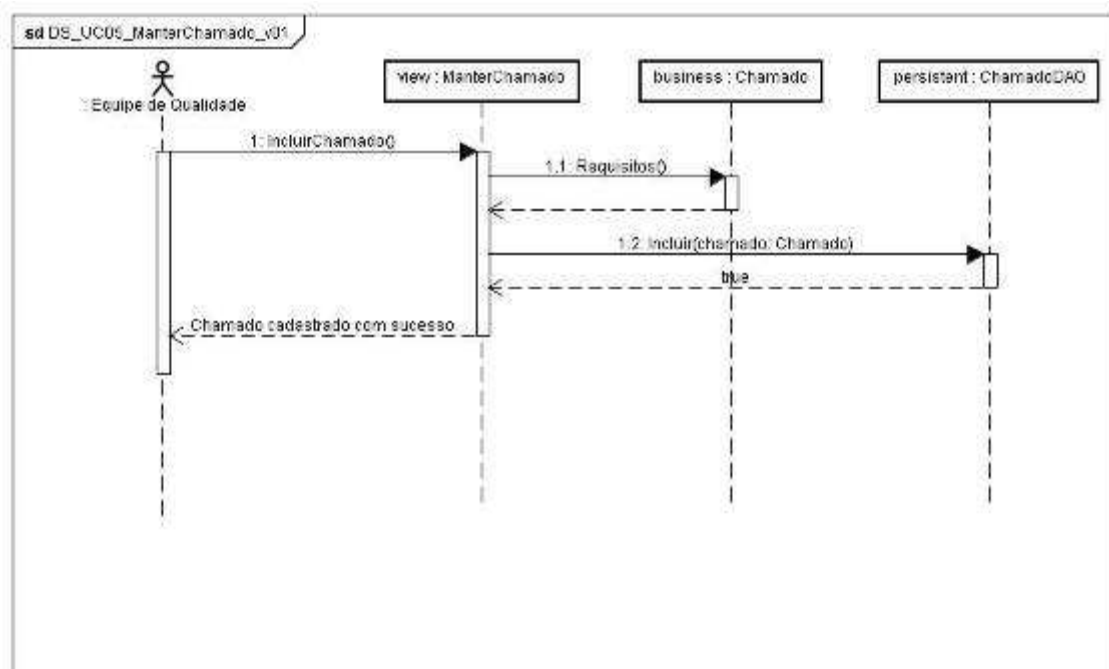 sd DS_UC05_ManterChamado_v01
: Equipe de Qualidade
view : ManterChamado
business : Chamado
persistent : ChamadoDAO
1: IncluirChamado()
1.1: Requisitos()
1.2: Incluir(chamado: Chamado)
true
Chamado cadastrado com sucesso